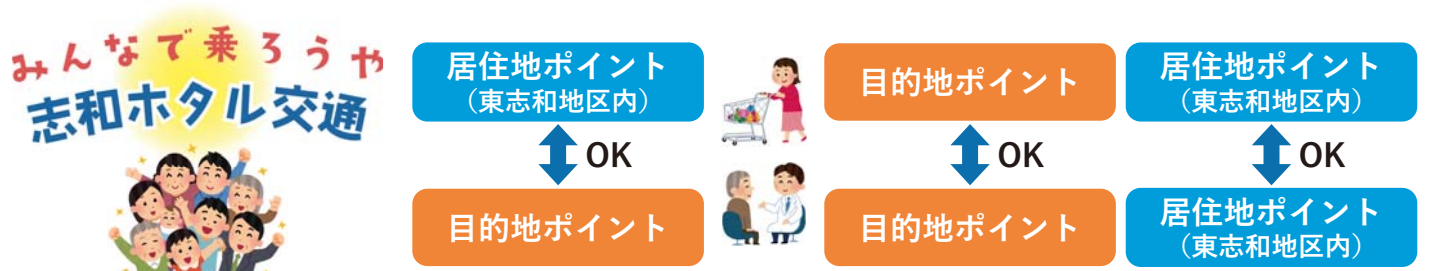 みんなで乗ろうや
志和ホタル交通
居住地ポイント
（東志和地区内）
OK
目的地ポイント
目的地ポイント
OK
目的地ポイント
居住地ポイント
（東志和地区内）
OK
居住地ポイント
（東志和地区内）